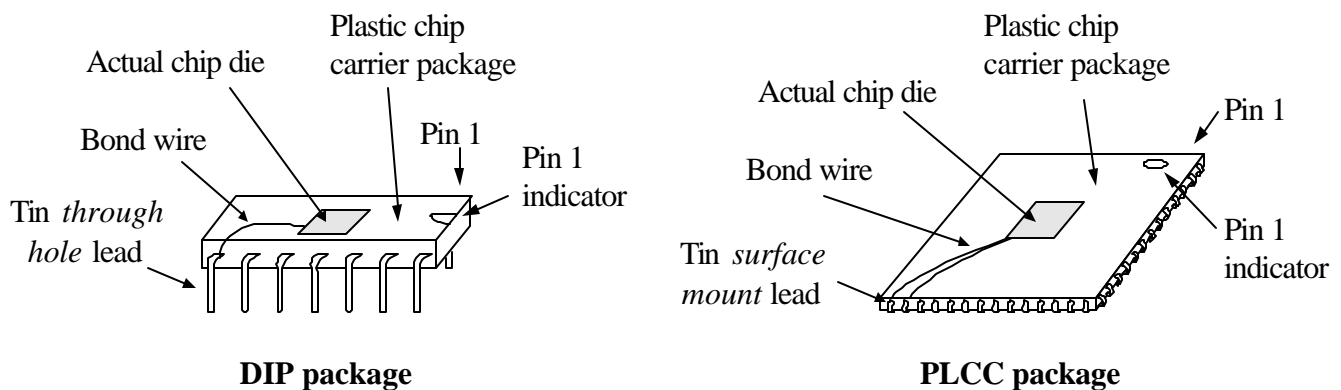 Plastic chip
carrier package
Actual chip die
Bond wire
Pin 1
Pin 1
indicator
Tin through
hole lead
DIP package
Plastic chip
carrier package
Actual chip die
Pin 1
Bond wire
Pin 1
indicator
Tin surface
mount lead
PLCC package